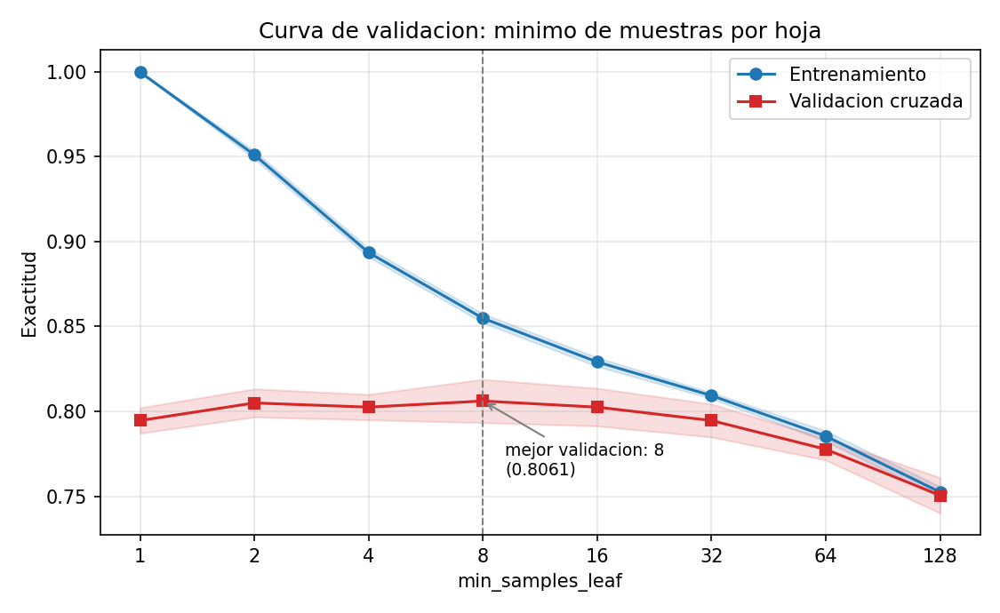 Curva de validacion: minimo de muestras por hoja
Entrenamiento
Validacion cruzada
1.00
0.95
0.90
0.85
0.80
0.75
Exactitud
mejor validacion: 8
(0.8061)
1 2 4 8 16 32 64 128
min_samples_leaf